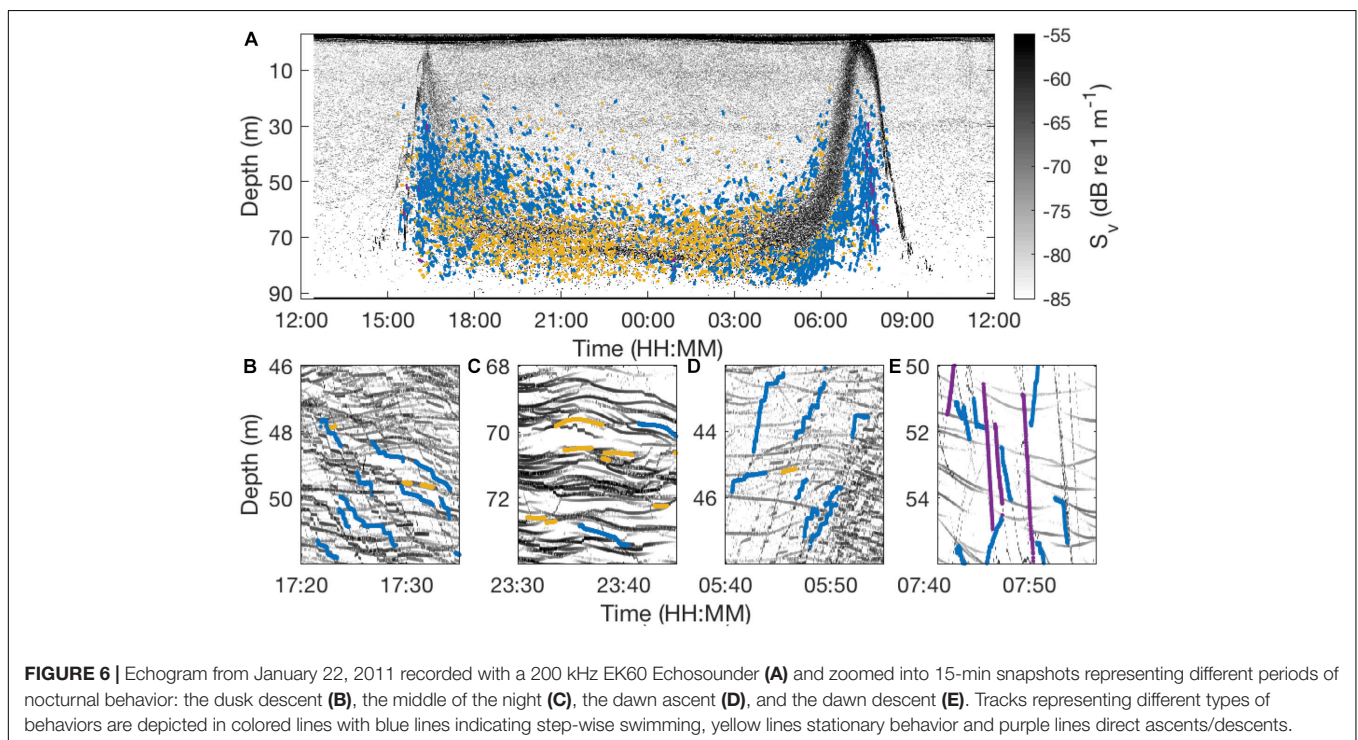 A
10
30
50
70
90
Depth (m)
12:00 15:00 18:00 21:00 00:00 03:00 06:00 09:00 12:00
Time (HH:MM)
-55
-60
-65
-70
-75
-80
-85
Sv (dB re 1 m-1)
B
46
48
50
Depth (m)
17:20 17:30
C
68
70
72
23:30 23:40
D
44
46
05:40 05:50
E
50
52
54
07:40 07:50
Time (HH:MM)
FIGURE 6 | Echogram from January 22, 2011 recorded with a 200 kHz EK60 Echosounder (A) and zoomed into 15-min snapshots representing different periods of
nocturnal behavior: the dusk descent (B), the middle of the night (C), the dawn ascent (D), and the dawn descent (E). Tracks representing different types of
behaviors are depicted in colored lines with blue lines indicating step-wise swimming, yellow lines stationary behavior and purple lines direct ascents/descents.